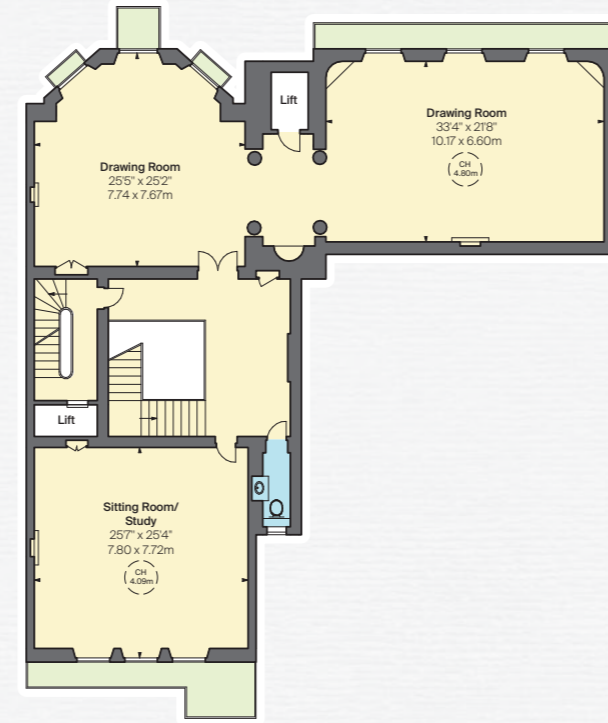 Lift
Drawing Room
33'4" x 21'8"
10.17 x 6.60m
CH
4.80m
Drawing Room
25'5" x 25'2"
7.74 x 7.67m
Lift
Sitting Room/
Study
25'7" x 25'4"
7.80 x 7.72m
CH
4.09m